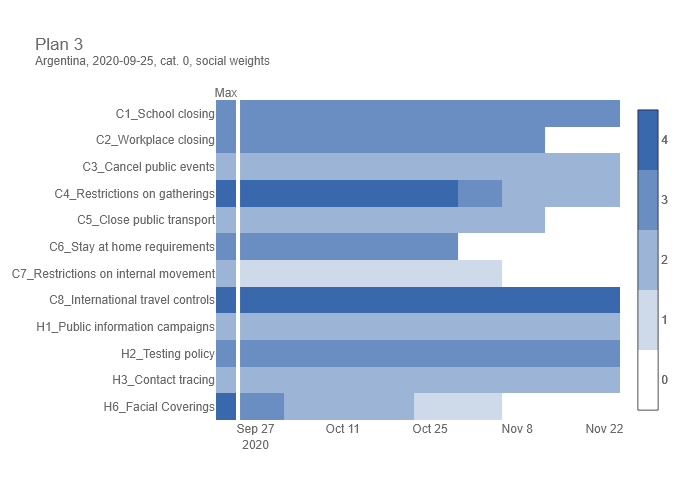 Plan 3
Argentina, 2020-09-25, cat. 0, social weights
Max
C1_School closing
C2_Workplace closing
C3_Cancel public events
C4_Restrictions on gatherings
C5_Close public transport
C6_Stay at home requirements
C7_Restrictions on internal movement
C8_International travel controls
H1_Public information campaigns
H2_Testing policy
H3_Contact tracing
H6_Facial Coverings
Sep 27 Oct 11 Oct 25 Nov 8 Nov 22
2020
4
3
2
1
0